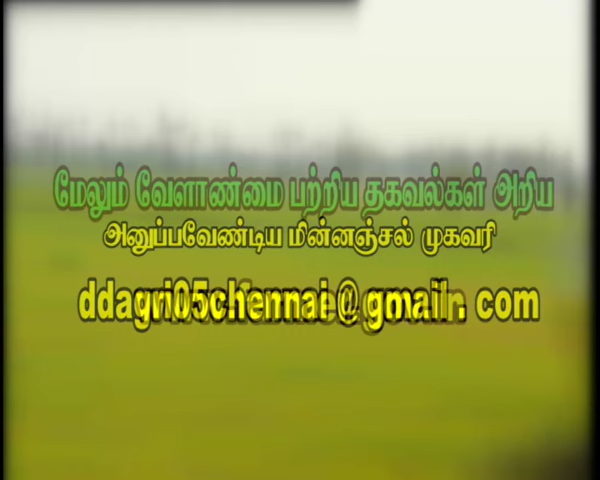 மேலும் வேளாண்மை பற்றிய தகவல்கள் அறிய
அனுப்பவேண்டிய மின்னஞ்சல் முகவரி
ddagri05chennai@gmail. com